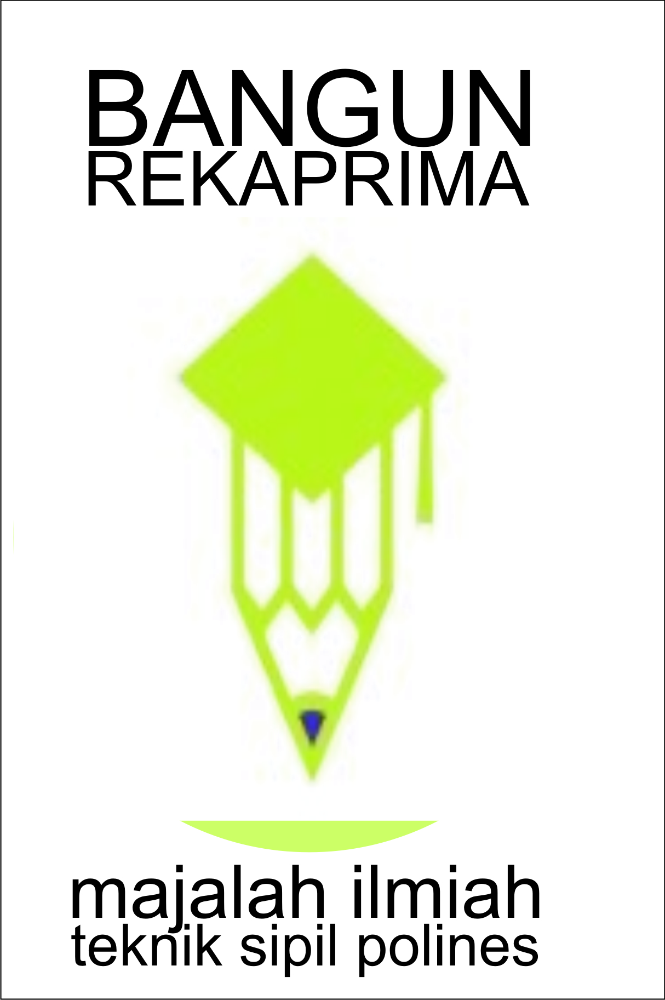 BANGUN
REKAPRIMA
majalah ilmiah
teknik sipil polines